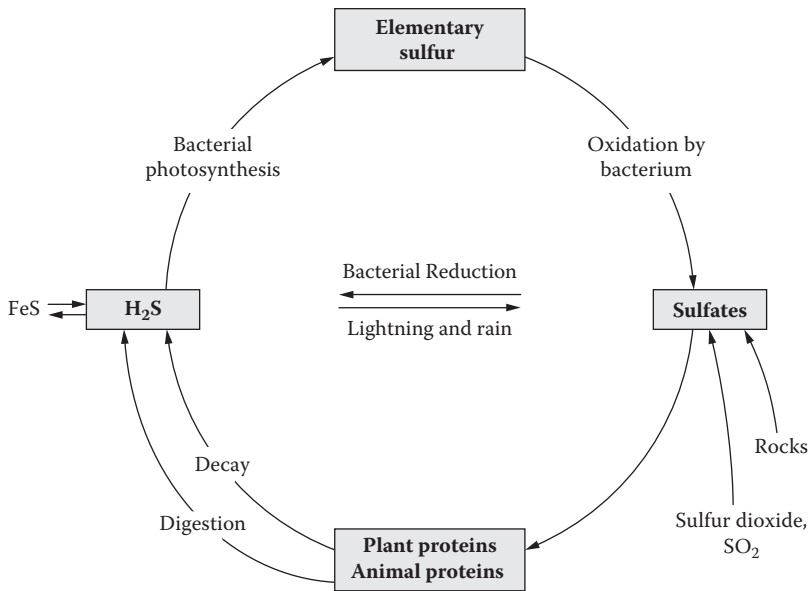 Elementary
sulfur
Bacterial
photosynthesis
Oxidation by
bacterium
Bacterial Reduction
FeS
H₂S
Sulfates
Lightning and rain
Rocks
Decay
Digestion
Sulfur dioxide,
SO₂
Plant proteins
Animal proteins